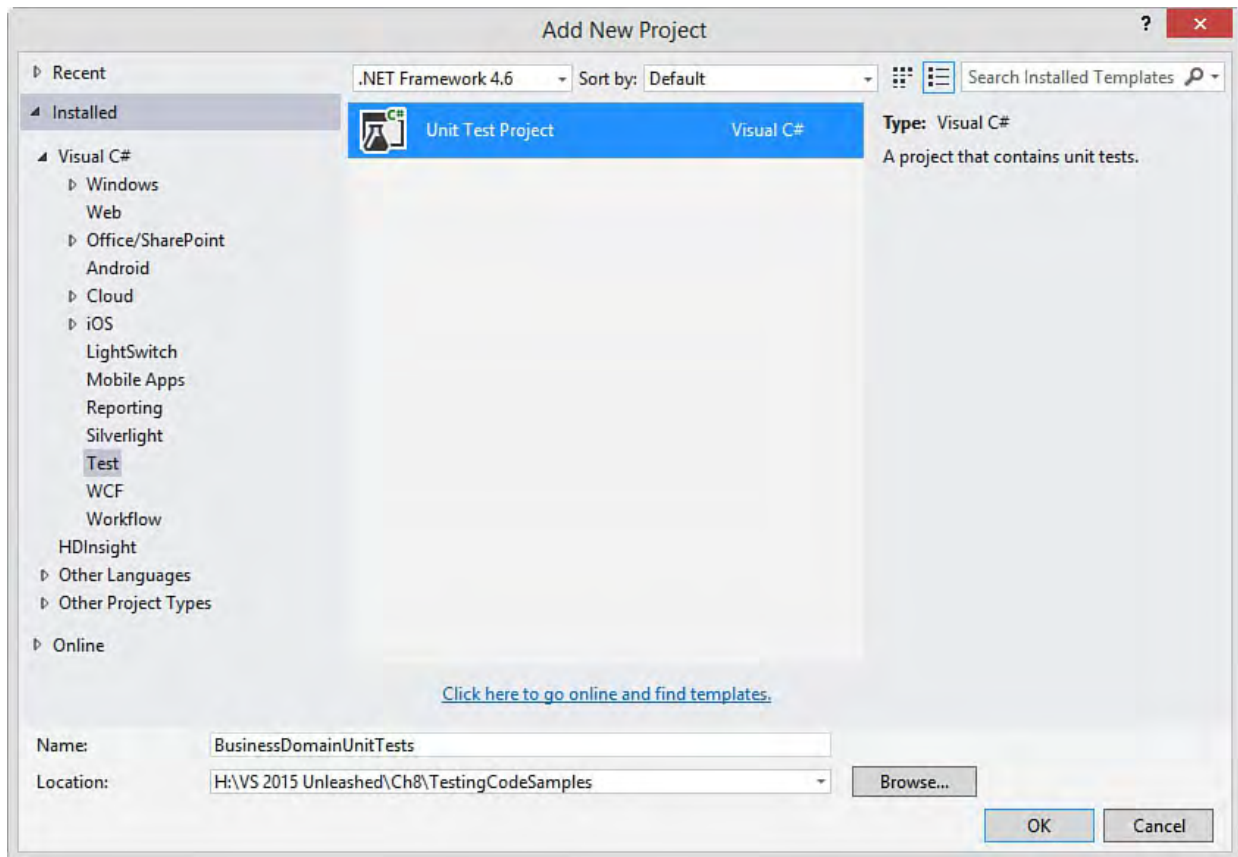 Add New Project
?
Recent
.NET Framework 4.6 Sort by: Default Search Installed Templates
Installed
C#
Unit Test Project Visual C#
Type: Visual C#
A project that contains unit tests.
Visual C#
Windows
Web
Office/SharePoint
Android
Cloud
iOS
LightSwitch
Mobile Apps
Reporting
Silverlight
Test
WCF
Workflow
HDInsight
Other Languages
Other Project Types
Online
Click here to go online and find templates.
Name: BusinessDomainUnitTests
Location: H:\VS 2015 Unleashed\Ch8\TestingCodeSamples Browse...
OK Cancel